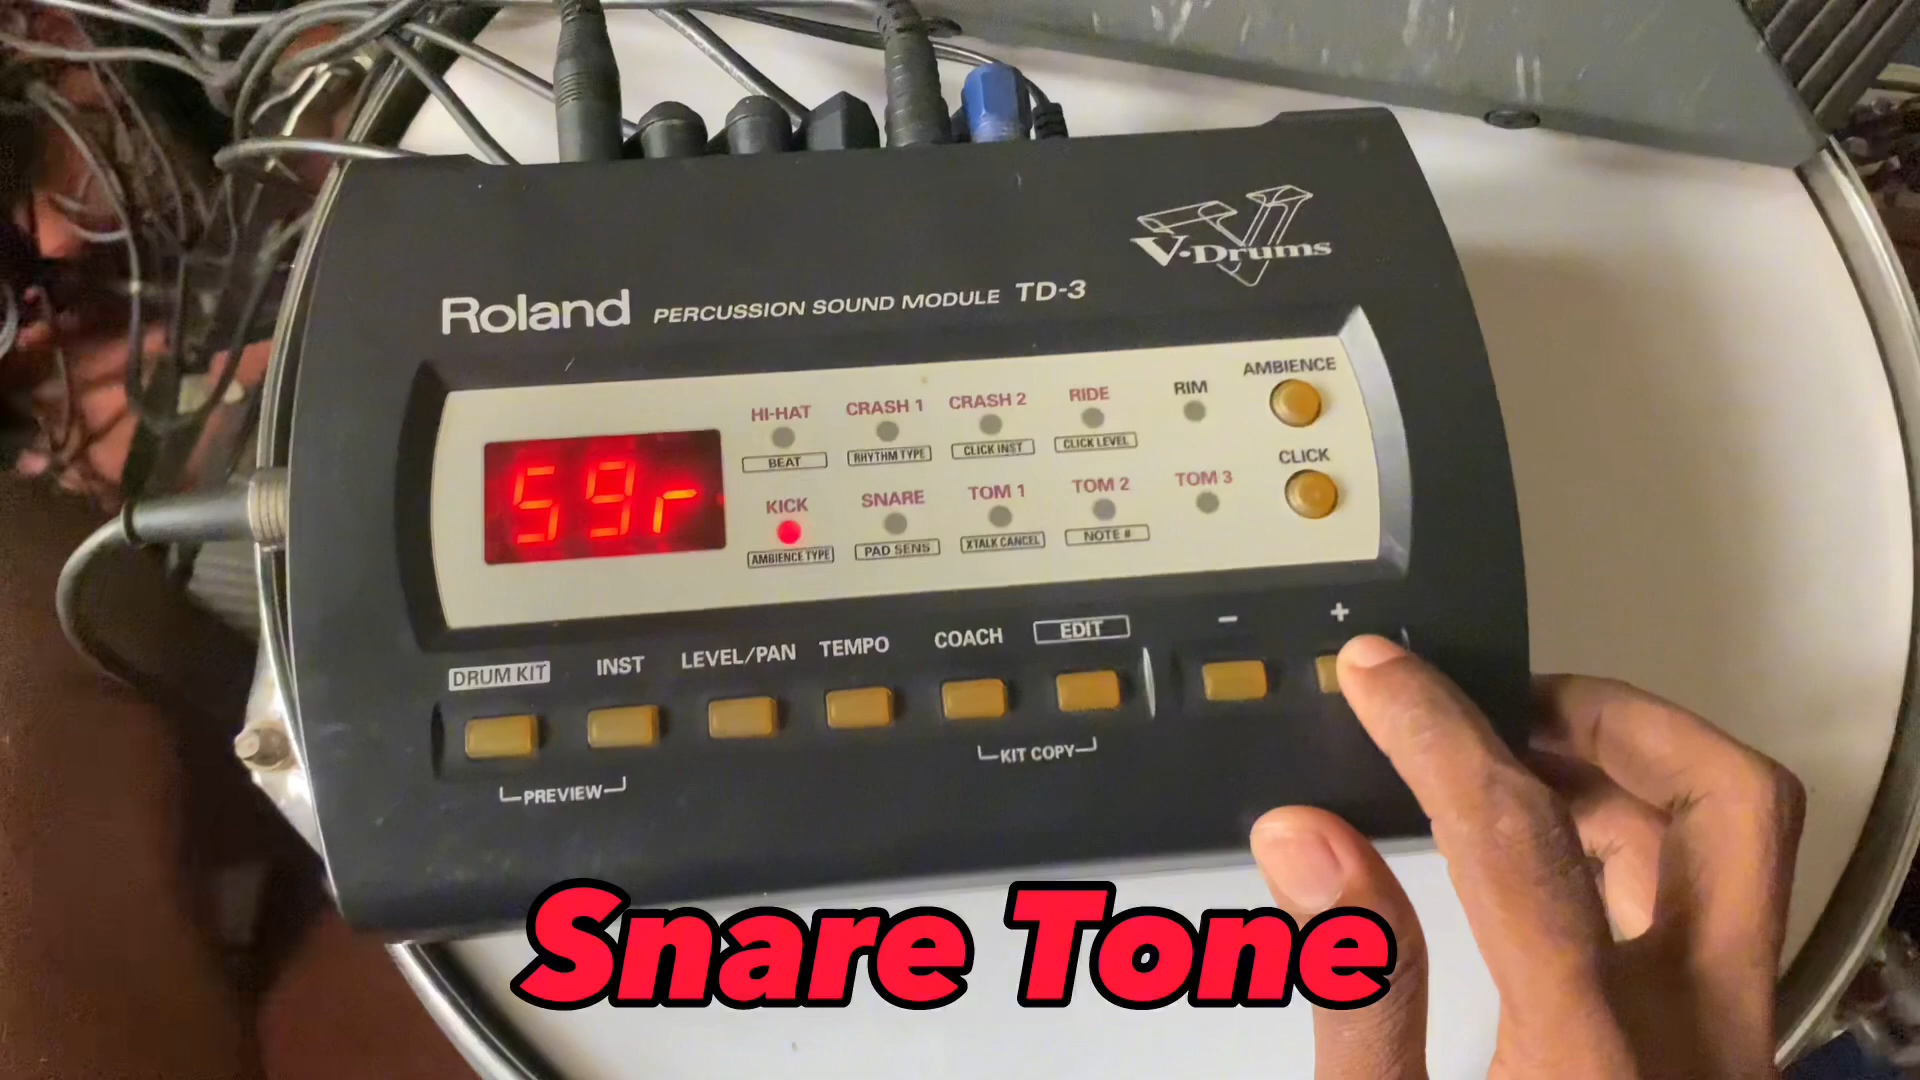 V-Drums
Roland PERCUSSION SOUND MODULE TD-3
AMBIENCE
HI-HAT CRASH 1 CRASH 2 RIDE RIM
BEAT RHYTHM TYPE CLICK INST CLICK LEVEL
59r
CLICK
KICK SNARE TOM 1 TOM 2 TOM 3
AMBIENCE TYPE PAD SENS XTALK CANCEL NOTE #
- +
DRUM KIT INST LEVEL/PAN TEMPO COACH EDIT
PREVIEW KIT COPY
Snare Tone